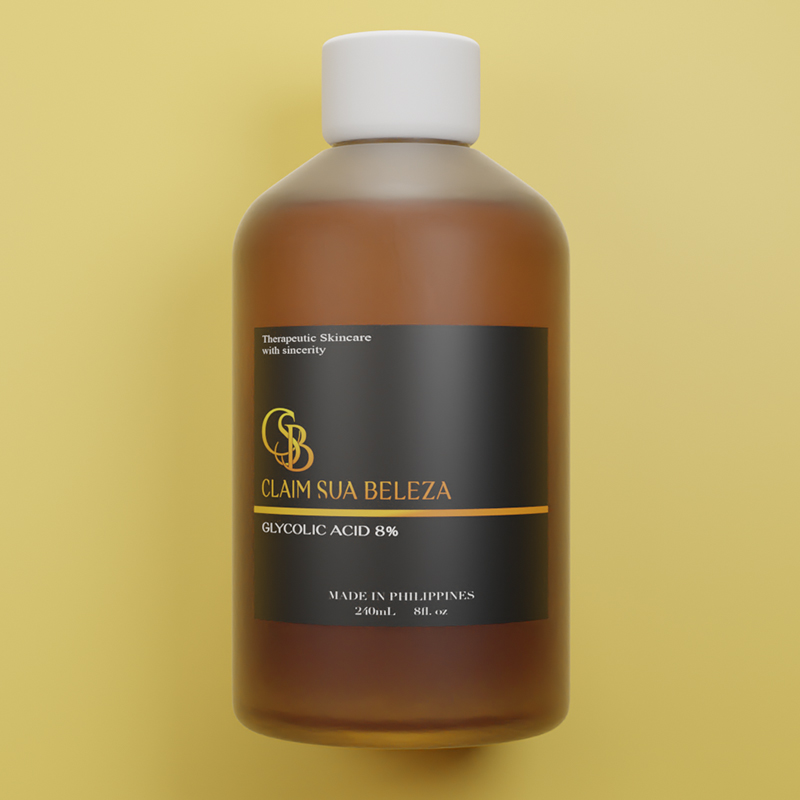 Therapeutic Skincare
with sincerity
CSB
CLAIM SUA BELEZA
GLYCOLIC ACID 8%
MADE IN PHILIPPINES
240mL 8fl. oz